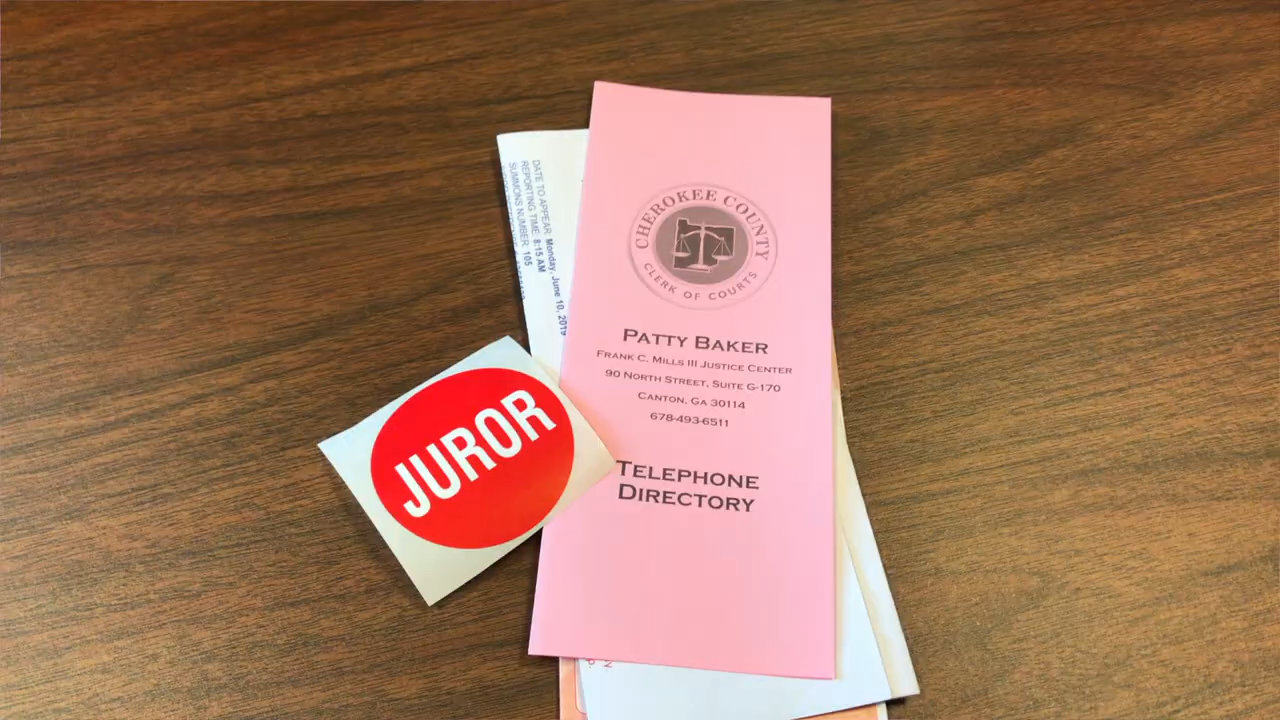 DATE TO APPEAR: Monday, June 10, 2019
REPORTING TIME: 8:15 AM
SUMMONS NUMBER: 105
CHEROKEE COUNTY
CLERK OF COURTS
PATTY BAKER
FRANK C. MILLS III JUSTICE CENTER
90 NORTH STREET, SUITE G-170
CANTON, GA 30114
678-493-6511
TELEPHONE
DIRECTORY
JUROR